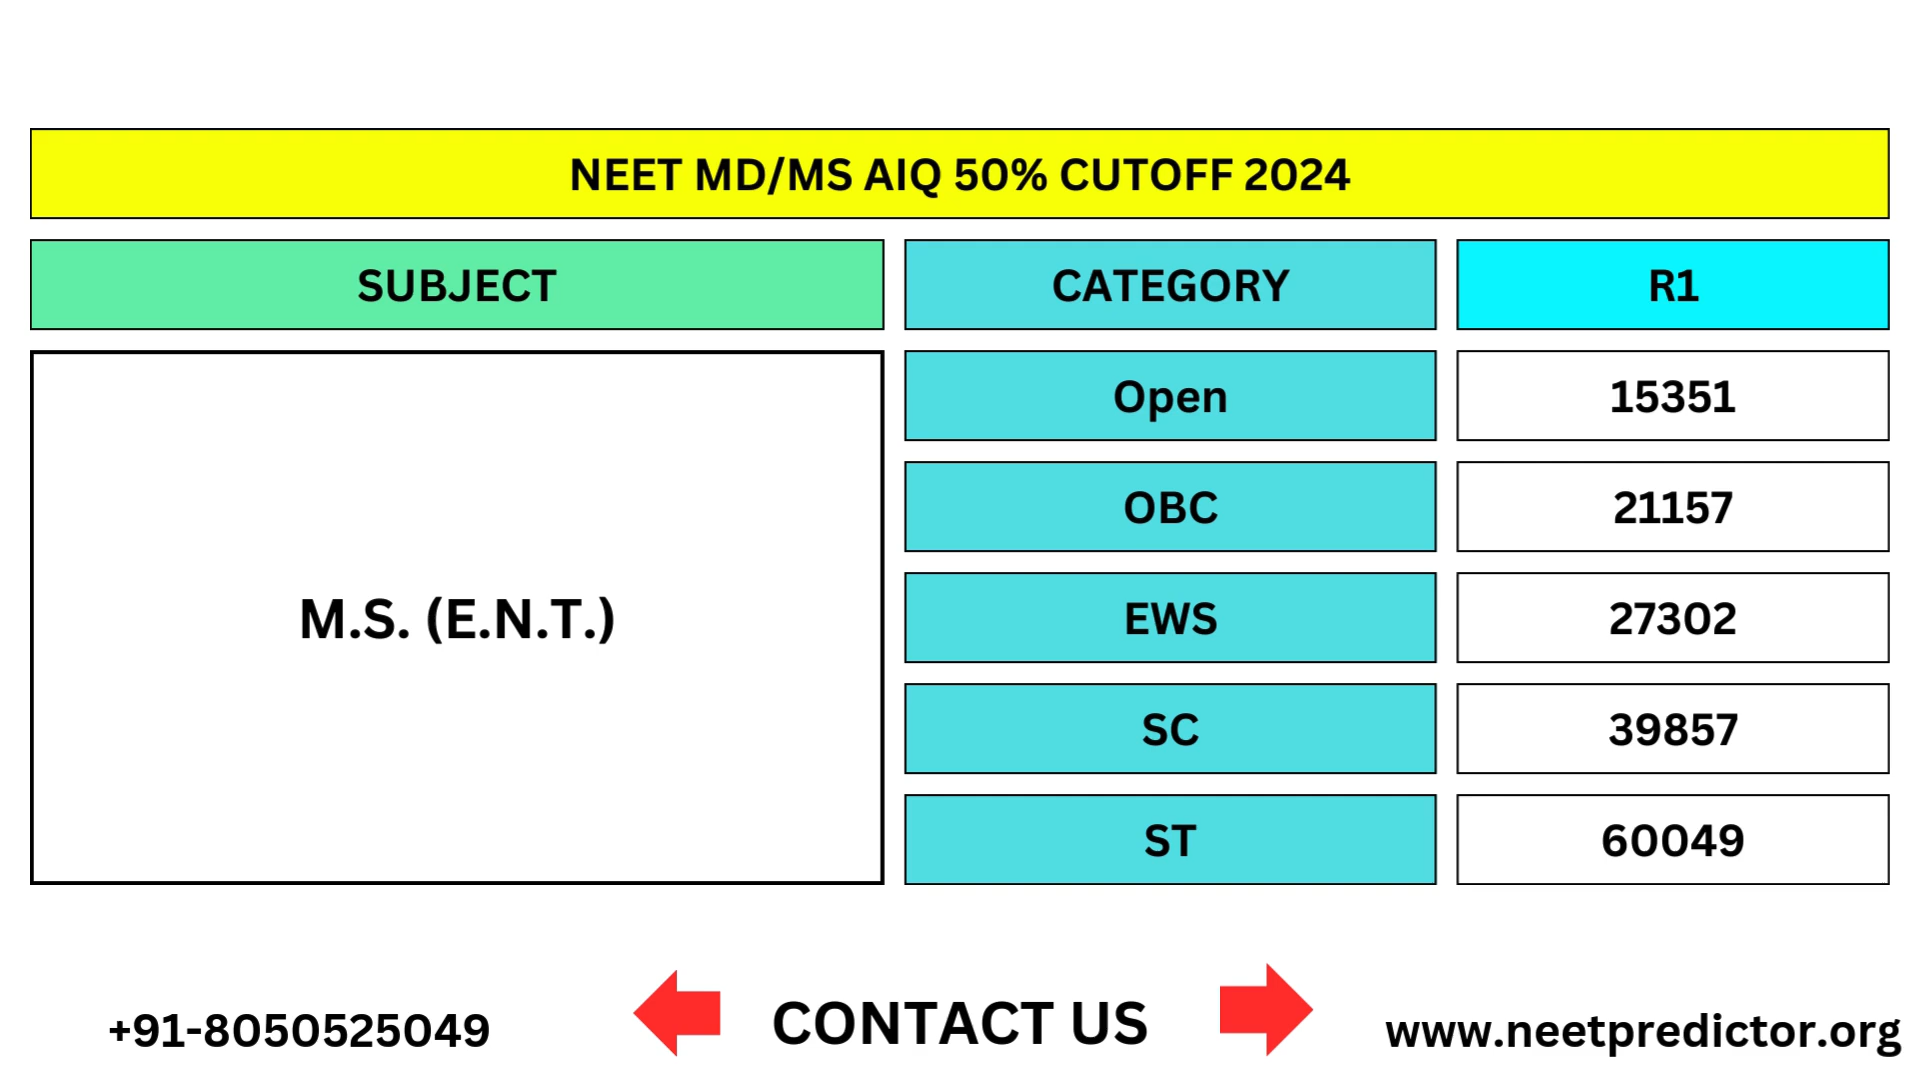 NEET MD/MS AIQ 50% CUTOFF 2024
SUBJECT CATEGORY R1
M.S. (E.N.T.)
Open 15351
OBC 21157
EWS 27302
SC 39857
ST 60049
+91-8050525049 CONTACT US www.neetpredictor.org